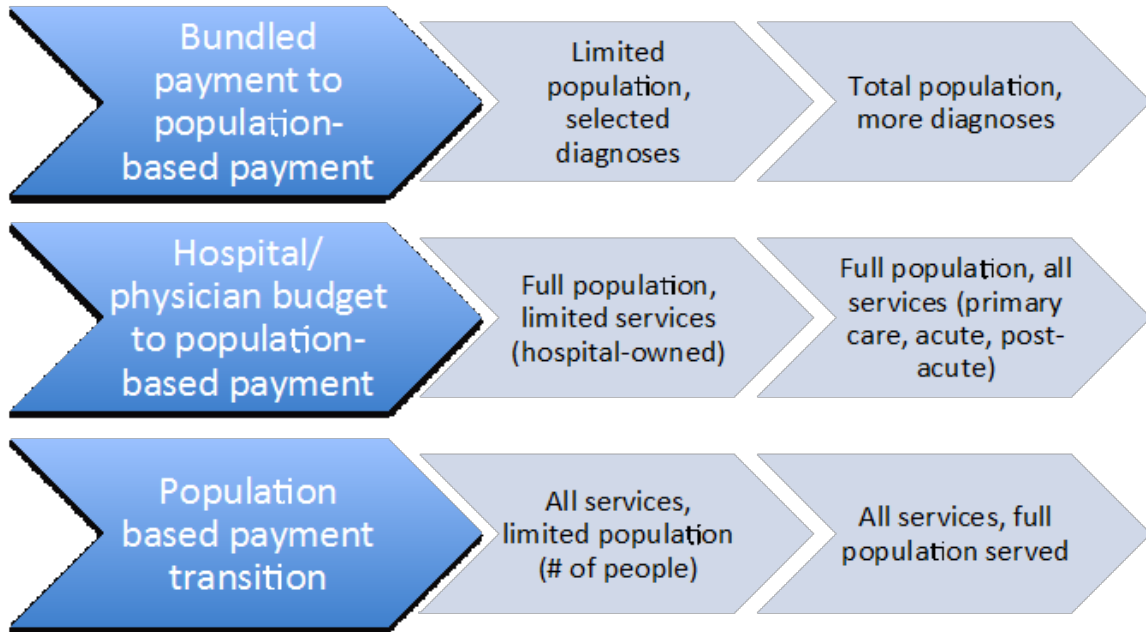 Bundled
payment to
population-
based payment
Limited
population,
selected
diagnoses
Total population,
more diagnoses
Hospital/
physician budget
to population-
based payment
Full population,
limited services
(hospital-owned)
Full population, all
services (primary
care, acute, post-
acute)
Population
based payment
transition
All services,
limited population
(# of people)
All services, full
population served